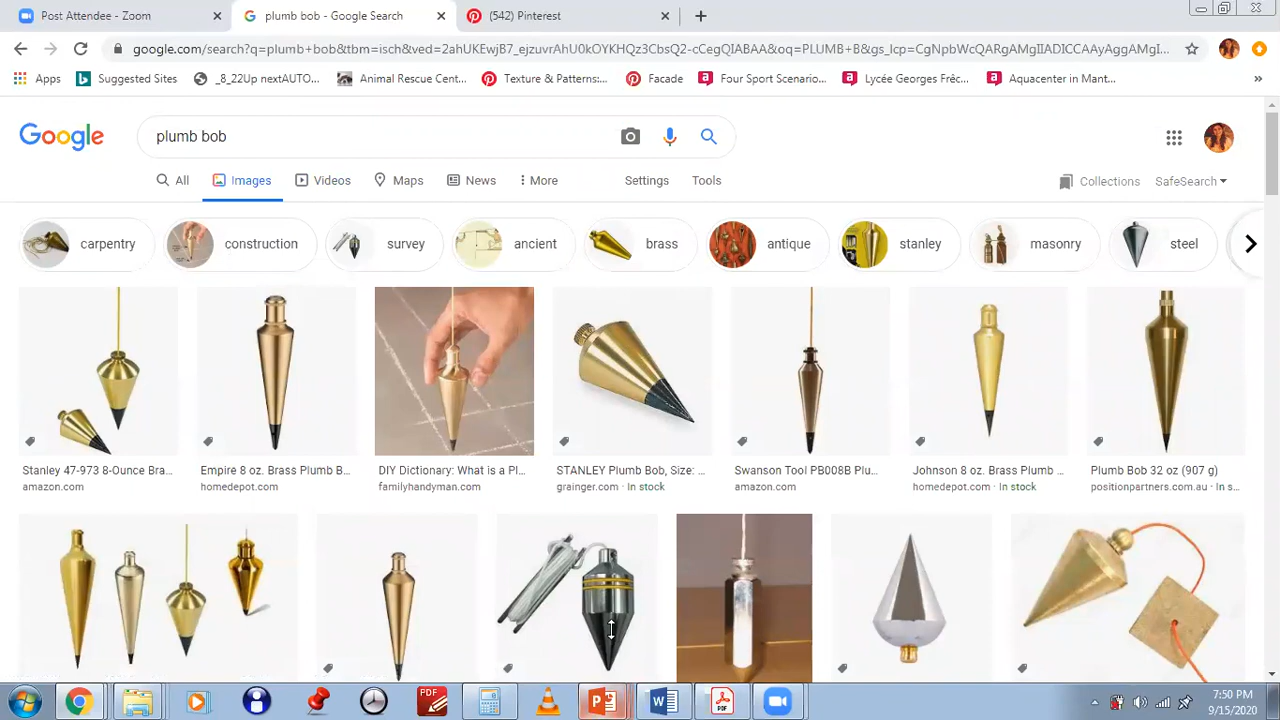 Post Attendee - Zoom
plumb bob - Google Search
(542) Pinterest
google.com/search?q=plumb+bob&tbm=isch&ved=2ahUKEwjB7_ejzuvrAhU0kOYKHQz3CbsQ2-cCegQIABAA&oq=PLUMB+B&gs_lcp=CgNpbWcQARgAMgIIADICCAAyAggAMgI...
Apps
Suggested Sites
_8_22Up nextAUTO...
Animal Rescue Cent...
Texture & Patterns:...
Facade
Four Sport Scenario...
Lycée Georges Frêc...
Aquacenter in Mant...
»
Google
plumb bob
All
Images
Videos
Maps
News
More
Settings
Tools
Collections
SafeSearch
carpentry
construction
survey
ancient
brass
antique
stanley
masonry
steel
Stanley 47-973 8-Ounce Bra...
amazon.com
Empire 8 oz. Brass Plumb B...
homedepot.com
DIY Dictionary: What is a Pl...
familyhandyman.com
STANLEY Plumb Bob, Size: ...
grainger.com · In stock
Swanson Tool PB008B Plu...
amazon.com
Johnson 8 oz. Brass Plumb ...
homedepot.com · In stock
Plumb Bob 32 oz (907 g)
positionpartners.com.au · In s...
PDF
7:50 PM
9/15/2020